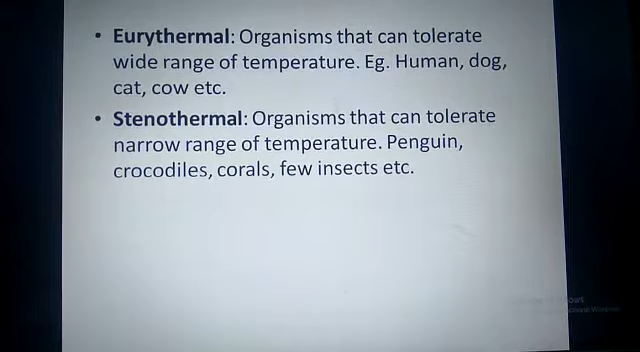 • Eurythermal: Organisms that can tolerate
wide range of temperature. Eg. Human, dog,
cat, cow etc.
• Stenothermal: Organisms that can tolerate
narrow range of temperature. Penguin,
crocodiles, corals, few insects etc.